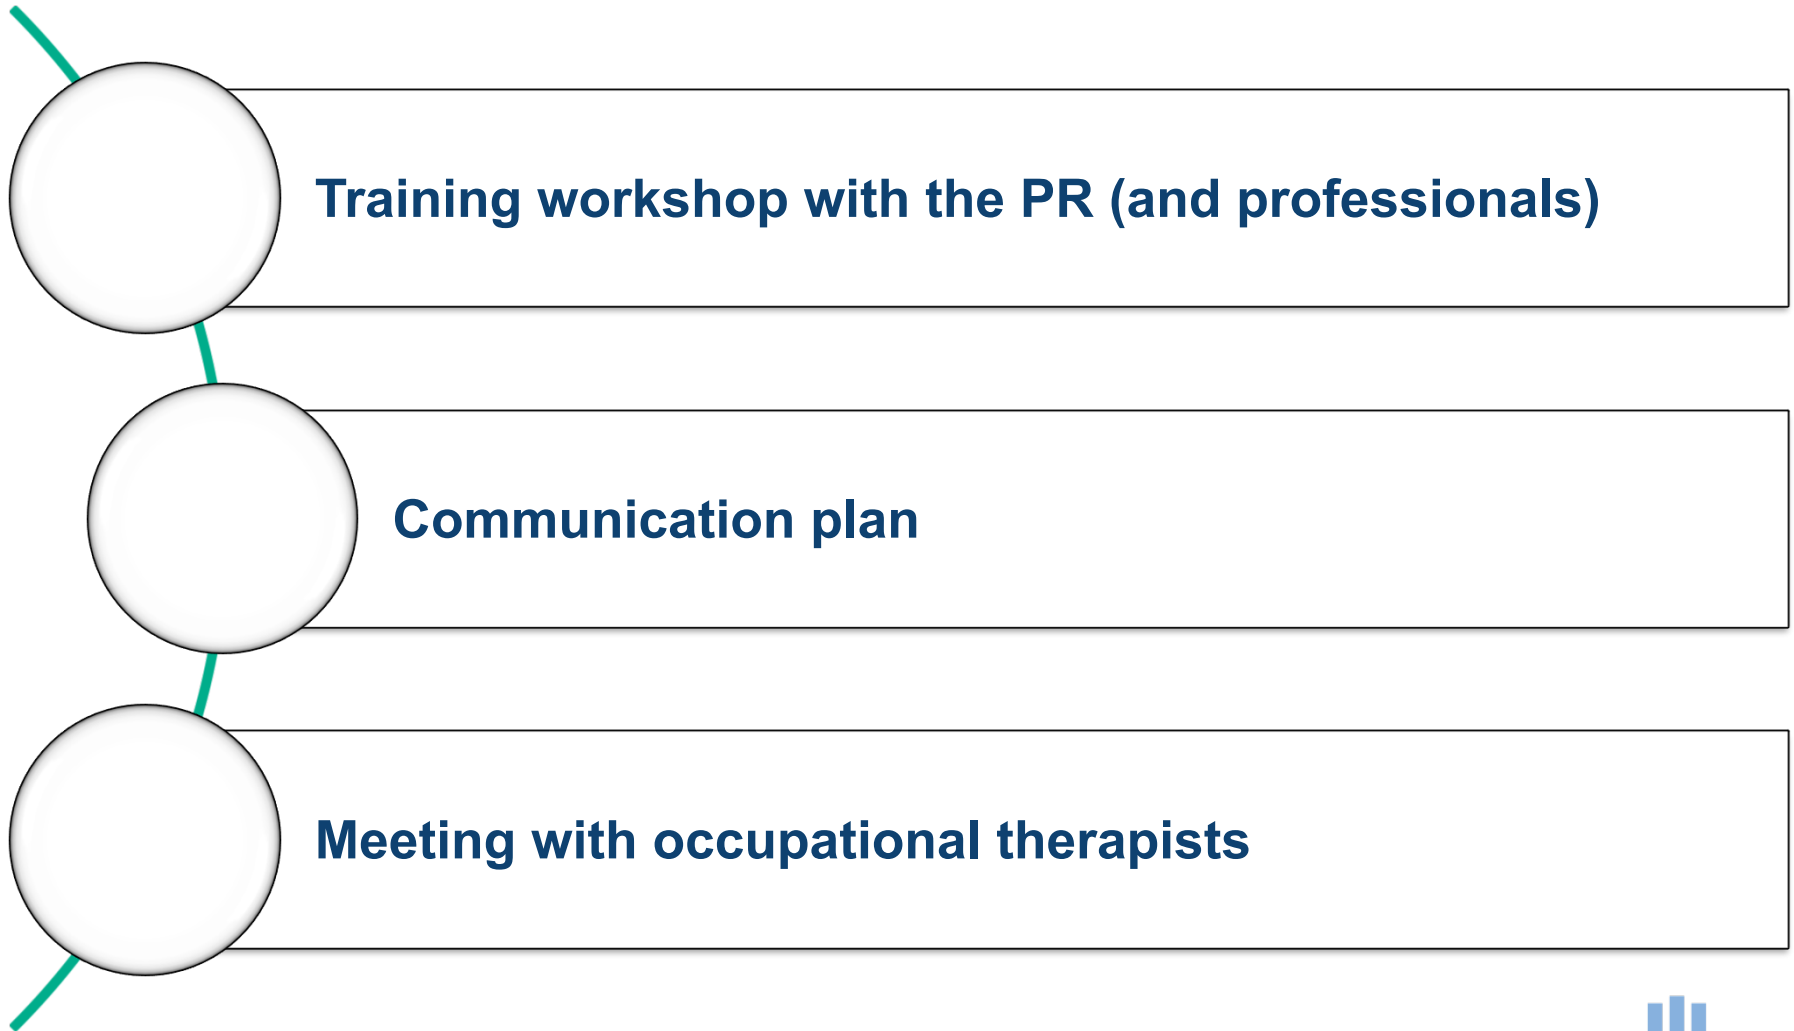 Training workshop with the PR (and professionals)
Communication plan
Meeting with occupational therapists